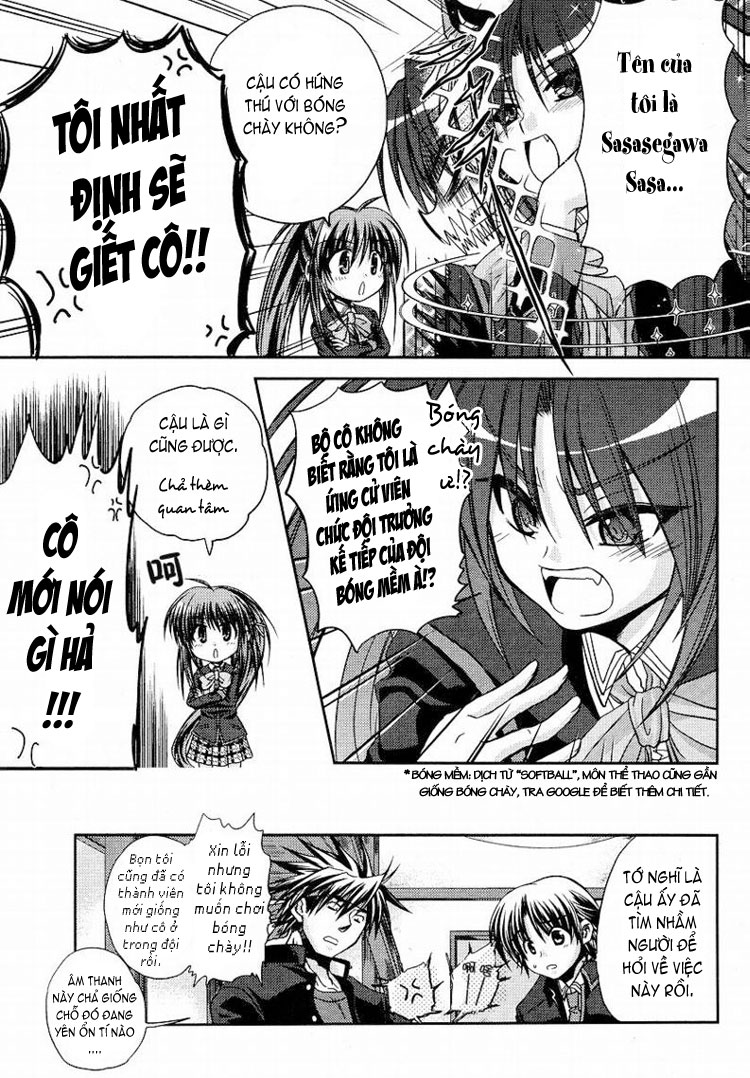 Tên của
tôi là
Sasasegawa
Sasa...
CẬU CÓ HỨNG
THÚ VỚI BÓNG
CHÀY KHÔNG?
TÔI NHẤT
ĐỊNH SẼ
GIẾT CÔ!!
Bóng
chày
ư!?
BỘ CÔ KHÔNG
BIẾT RẰNG TÔI LÀ
ỨNG CỬ VIÊN
CHỨC ĐỘI TRƯỞNG
KẾ TIẾP CỦA ĐỘI
BÓNG MỀM À!?
CẬU LÀ GÌ
CŨNG ĐƯỢC.
Chả thèm
quan tâm
呵
CÔ
MỚI NÓI
GÌ HẢ
!!!
* BÓNG MỀM: DỊCH TỪ "SOFTBALL", MÔN THỂ THAO CŨNG GẦN
GIỐNG BÓNG CHÀY, TRA GOOGLE ĐỂ BIẾT THÊM CHI TIẾT.
TỚ NGHĨ LÀ
CẬU ẤY ĐÃ
TÌM NHẦM
NGƯỜI ĐỂ
HỎI VỀ VIỆC
NÀY RỒI.
Xin lỗi
nhưng
tôi không
muốn chơi
bóng
chày!!
Bọn tôi
cũng đã có
thành viên
mới giống
như cô ở
trong đội
rồi.
ÂM THANH
NÀY CHẢ GIỐNG
CHỖ ĐÓ ĐANG
YÊN ỔN TÍ NÀO
....